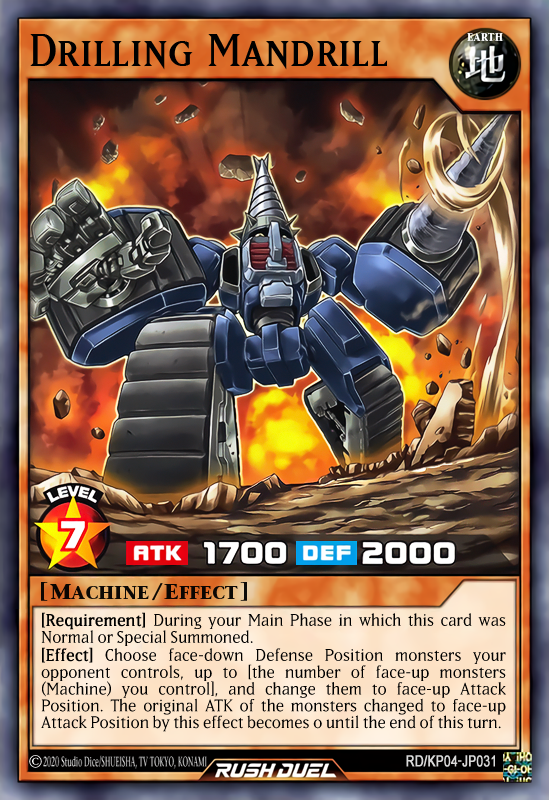 Drilling Mandrill
EARTH
地
LEVEL
7
ATK 1700 DEF 2000
[Machine/Effect]
[Requirement] During your Main Phase in which this card was
Normal or Special Summoned.
[Effect] Choose face-down Defense Position monsters your
opponent controls, up to [the number of face-up monsters
(Machine) you control], and change them to face-up Attack
Position. The original ATK of the monsters changed to face-up
Attack Position by this effect becomes 0 until the end of this turn.
©2020 Studio Dice/SHUEISHA, TV TOKYO, KONAMI
RUSH DUEL
RD/KP04-JP031